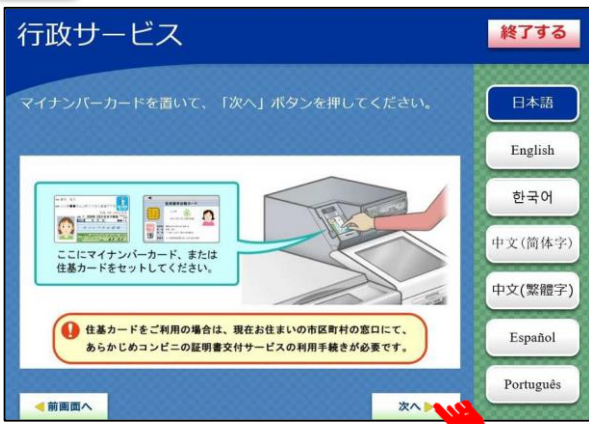 行政サービス
終了する
マイナンバーカードを置いて、「次へ」ボタンを押してください。
日本語
English
한국어
中文(简体字)
中文(繁體字)
Español
Português
ここにマイナンバーカード、または
住基カードをセットしてください。
住基カードをご利用の場合は、現在お住まいの市区町村の窓口にて、
あらかじめコンビニの証明書交付サービスの利用手続きが必要です。
前画面へ
次へ